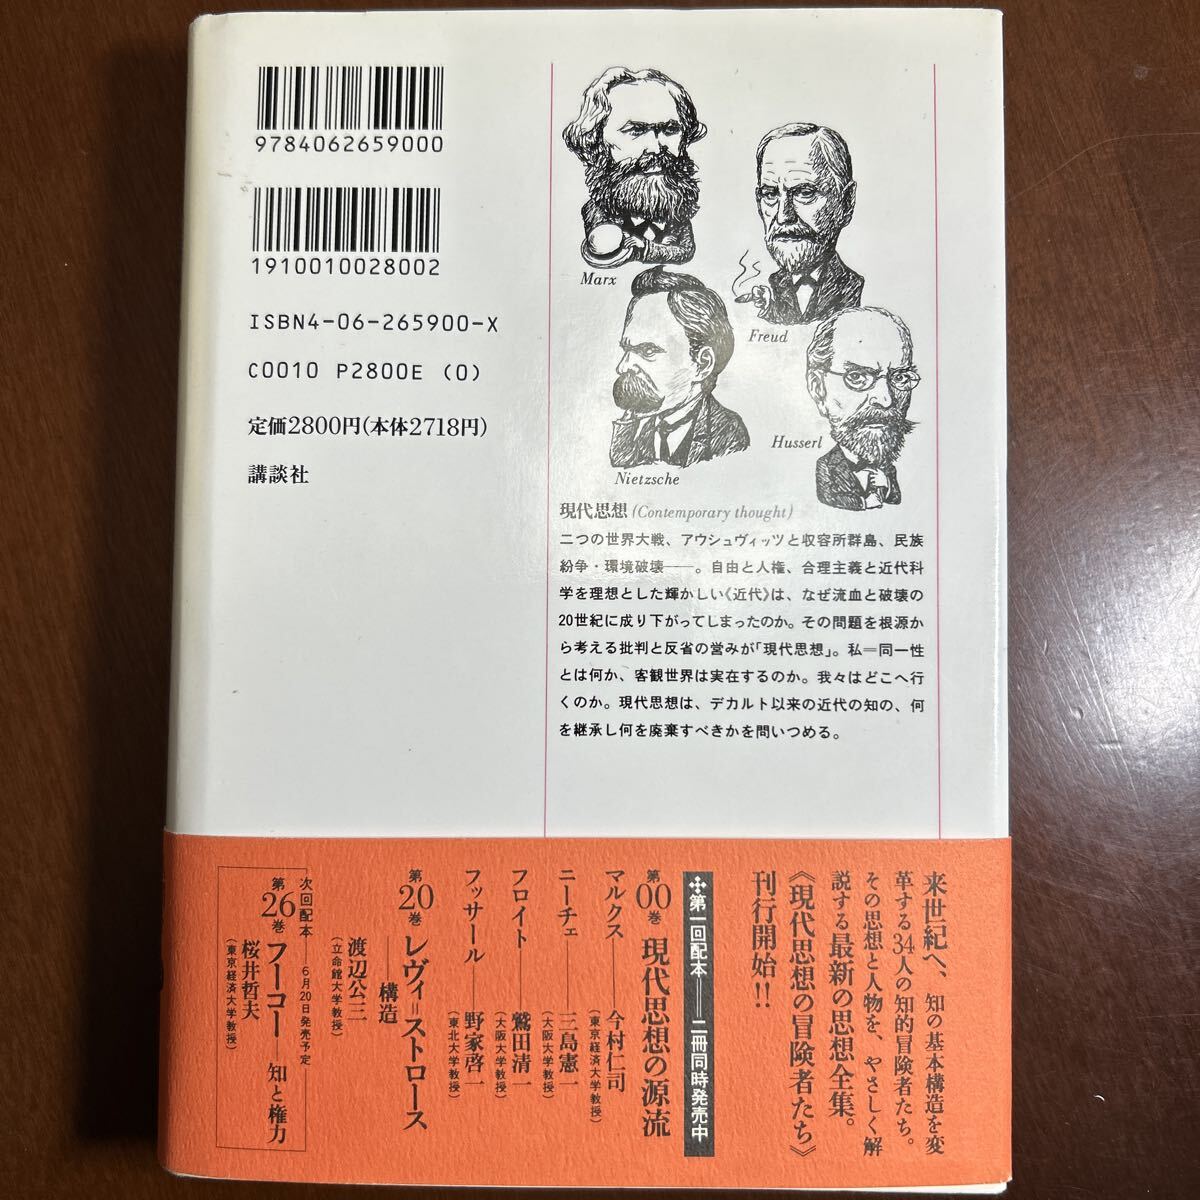 9784062659000
1910010028002
ISBN4-06-265900-X
C0010 P2800E (0)
定価2800円(本体2718円)
講談社
Marx
Freud
Nietzsche
Husserl
現代思想 (Contemporary thought)
二つの世界大戦、アウシュヴィッツと収容所群島、民族
紛争・環境破壊――。自由と人権、合理主義と近代科
学を理想とした輝かしい《近代》は、なぜ流血と破壊の
20世紀に成り下がってしまったのか。その問題を根源か
ら考える批判と反省の営みが「現代思想」。私＝同一性
とは何か、客観世界は実在するのか。我々はどこへ行
くのか。現代思想は、デカルト以来の近代の知の、何
を継承し何を廃棄すべきかを問いつめる。
来世紀へ、知の基本構造を変
革する34人の知的冒険者たち。
その思想と人物を、やさしく解
説する最新の思想全集。
《現代思想の冒険者たち》
刊行開始!!
第一回配本＝二冊同時発売中
第00巻 現代思想の源流
マルクス――今村仁司(東京経済大学教授)
ニーチェ――三島憲一(大阪大学教授)
フロイト――鷲田清一(大阪大学教授)
フッサール――野家啓一(東北大学教授)
第20巻 レヴィ＝ストロース
――構造
渡辺公三(立命館大学教授)
次回配本――6月20日発売予定
第26巻 フーコー――知と権力
桜井哲夫(東京経済大学教授)